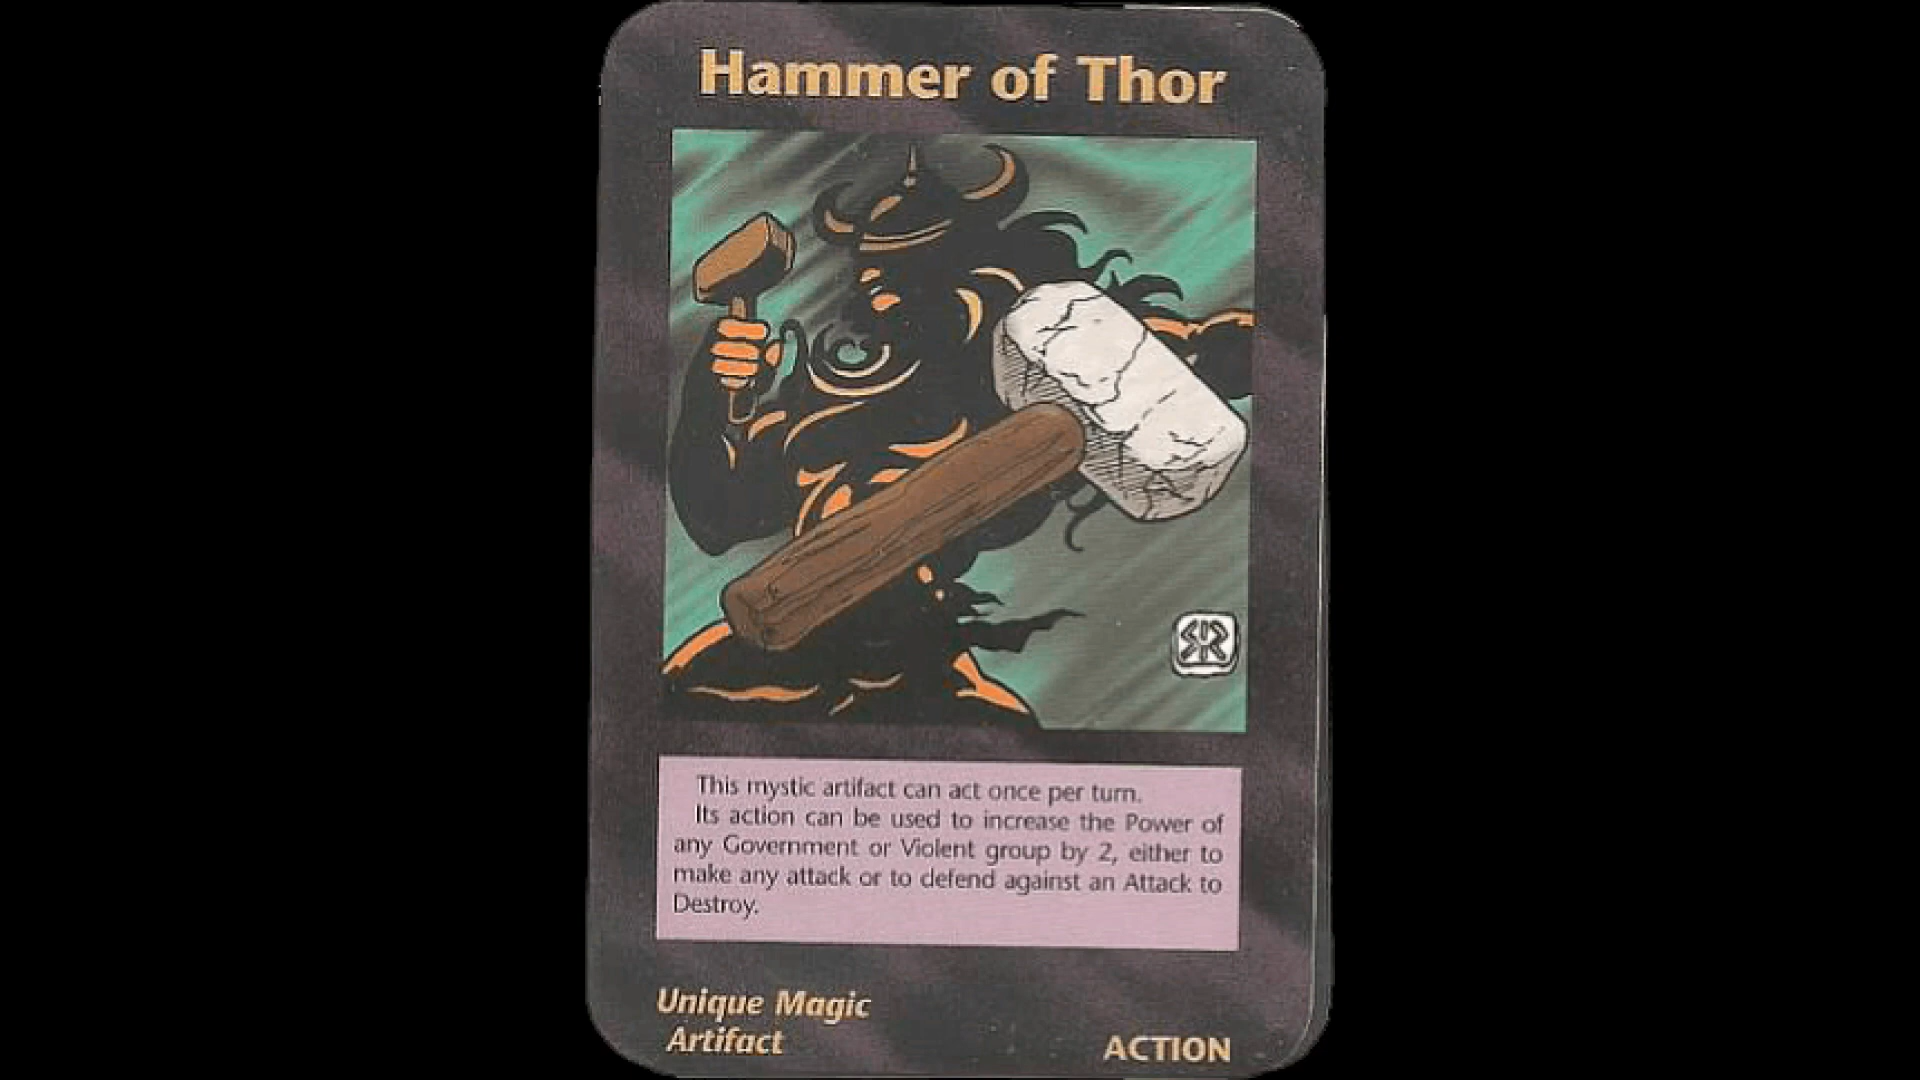 Hammer of Thor
This mystic artifact can act once per turn.
Its action can be used to increase the Power of
any Government or Violent group by 2, either to
make any attack or to defend against an Attack to
Destroy.
Unique Magic
Artifact
ACTION